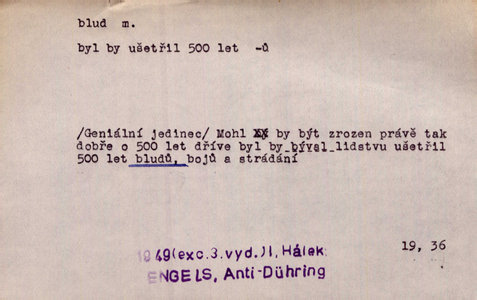 blud m.
byl by ušetřil 500 let -ů
/Geniální jedinec/ Mohl by být zrozen právě tak
dobře o 500 let dříve byl by býval lidstvu ušetřil
500 let bludů, bojů a strádání
19, 36
1949(exc.3.vyd.)I, Hálek
ENGELS, Anti-Dühring